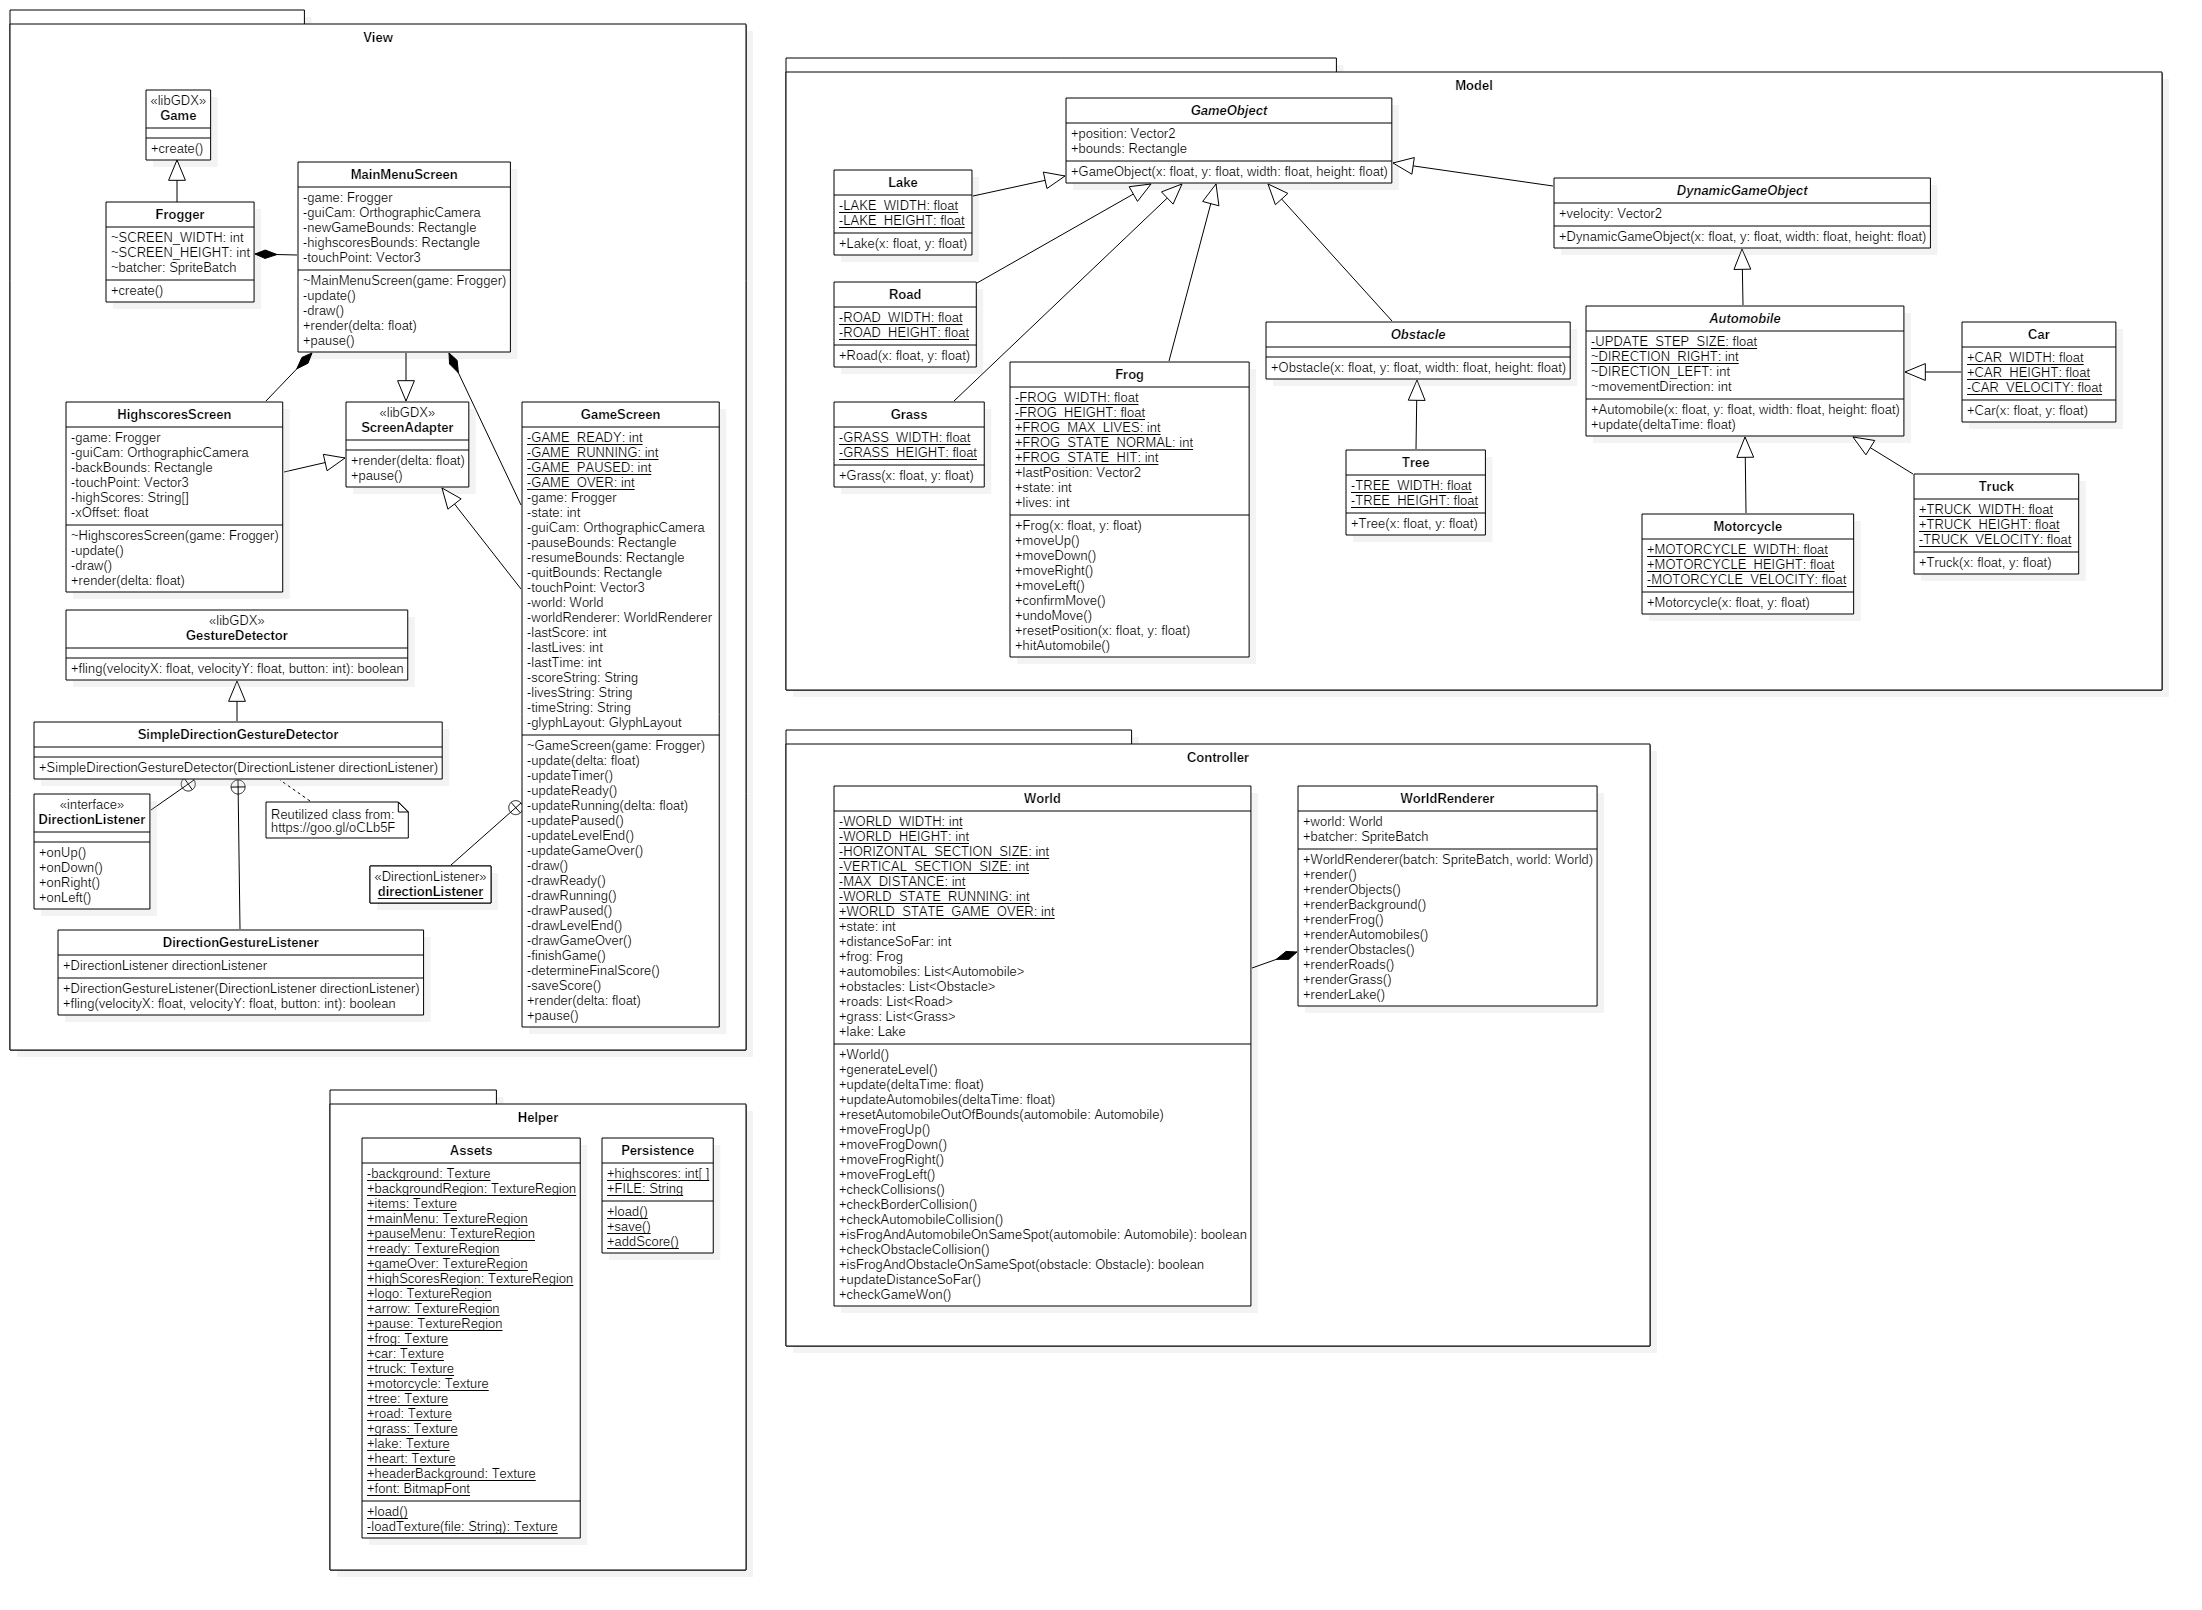 View
«libGDX»
Game
+create()
Frogger
~SCREEN_WIDTH: int
~SCREEN_HEIGHT: int
~batcher: SpriteBatch
+create()
MainMenuScreen
-game: Frogger
-guiCam: OrthographicCamera
-newGameBounds: Rectangle
-highscoresBounds: Rectangle
-touchPoint: Vector3
~MainMenuScreen(game: Frogger)
-update()
-draw()
+render(delta: float)
+pause()
HighscoresScreen
-game: Frogger
-guiCam: OrthographicCamera
-backBounds: Rectangle
-touchPoint: Vector3
-highScores: String[]
-xOffset: float
~HighscoresScreen(game: Frogger)
-update()
-draw()
+render(delta: float)
«libGDX»
ScreenAdapter
+render(delta: float)
+pause()
GameScreen
-GAME_READY: int
-GAME_RUNNING: int
-GAME_PAUSED: int
-GAME_OVER: int
-game: Frogger
-state: int
-guiCam: OrthographicCamera
-pauseBounds: Rectangle
-resumeBounds: Rectangle
-quitBounds: Rectangle
-touchPoint: Vector3
-world: World
-worldRenderer: WorldRenderer
-lastScore: int
-lastLives: int
-lastTime: int
-scoreString: String
-livesString: String
-timeString: String
-glyphLayout: GlyphLayout
~GameScreen(game: Frogger)
-update(delta: float)
-updateTimer()
-updateReady()
-updateRunning(delta: float)
-updatePaused()
-updateLevelEnd()
-updateGameOver()
-draw()
-drawReady()
-drawRunning()
-drawPaused()
-drawLevelEnd()
-drawGameOver()
-finishGame()
-determineFinalScore()
-saveScore()
+render(delta: float)
+pause()
«libGDX»
GestureDetector
+fling(velocityX: float, velocityY: float, button: int): boolean
SimpleDirectionGestureDetector
+SimpleDirectionGestureDetector(DirectionListener directionListener)
«interface»
DirectionListener
+onUp()
+onDown()
+onRight()
+onLeft()
Reutilized class from:
https://goo.gl/oCLb5F
«DirectionListener»
directionListener
DirectionGestureListener
+DirectionListener directionListener
+DirectionGestureListener(DirectionListener directionListener)
+fling(velocityX: float, velocityY: float, button: int): boolean
Model
GameObject
+position: Vector2
+bounds: Rectangle
+GameObject(x: float, y: float, width: float, height: float)
Lake
-LAKE_WIDTH: float
-LAKE_HEIGHT: float
+Lake(x: float, y: float)
Road
-ROAD_WIDTH: float
-ROAD_HEIGHT: float
+Road(x: float, y: float)
Grass
-GRASS_WIDTH: float
-GRASS_HEIGHT: float
+Grass(x: float, y: float)
Frog
-FROG_WIDTH: float
-FROG_HEIGHT: float
+FROG_MAX_LIVES: int
+FROG_STATE_NORMAL: int
+FROG_STATE_HIT: int
+lastPosition: Vector2
+state: int
+lives: int
+Frog(x: float, y: float)
+moveUp()
+moveDown()
+moveRight()
+moveLeft()
+confirmMove()
+undoMove()
+resetPosition(x: float, y: float)
+hitAutomobile()
Obstacle
+Obstacle(x: float, y: float, width: float, height: float)
Tree
-TREE_WIDTH: float
-TREE_HEIGHT: float
+Tree(x: float, y: float)
DynamicGameObject
+velocity: Vector2
+DynamicGameObject(x: float, y: float, width: float, height: float)
Automobile
-UPDATE_STEP_SIZE: float
~DIRECTION_RIGHT: int
~DIRECTION_LEFT: int
~movementDirection: int
+Automobile(x: float, y: float, width: float, height: float)
+update(deltaTime: float)
Car
+CAR_WIDTH: float
+CAR_HEIGHT: float
-CAR_VELOCITY: float
+Car(x: float, y: float)
Motorcycle
+MOTORCYCLE_WIDTH: float
+MOTORCYCLE_HEIGHT: float
-MOTORCYCLE_VELOCITY: float
+Motorcycle(x: float, y: float)
Truck
+TRUCK_WIDTH: float
+TRUCK_HEIGHT: float
-TRUCK_VELOCITY: float
+Truck(x: float, y: float)
Controller
World
-WORLD_WIDTH: int
-WORLD_HEIGHT: int
-HORIZONTAL_SECTION_SIZE: int
-VERTICAL_SECTION_SIZE: int
-MAX_DISTANCE: int
-WORLD_STATE_RUNNING: int
+WORLD_STATE_GAME_OVER: int
+state: int
+distanceSoFar: int
+frog: Frog
+automobiles: List<Automobile>
+obstacles: List<Obstacle>
+roads: List<Road>
+grass: List<Grass>
+lake: Lake
+World()
+generateLevel()
+update(deltaTime: float)
+updateAutomobiles(deltaTime: float)
+resetAutomobileOutOfBounds(automobile: Automobile)
+moveFrogUp()
+moveFrogDown()
+moveFrogRight()
+moveFrogLeft()
+checkCollisions()
+checkBorderCollision()
+checkAutomobileCollision()
+isFrogAndAutomobileOnSameSpot(automobile: Automobile): boolean
+checkObstacleCollision()
+isFrogAndObstacleOnSameSpot(obstacle: Obstacle): boolean
+updateDistanceSoFar()
+checkGameWon()
WorldRenderer
+world: World
+batcher: SpriteBatch
+WorldRenderer(batch: SpriteBatch, world: World)
+render()
+renderObjects()
+renderBackground()
+renderFrog()
+renderAutomobiles()
+renderObstacles()
+renderRoads()
+renderGrass()
+renderLake()
Helper
Assets
-background: Texture
+backgroundRegion: TextureRegion
+items: Texture
+mainMenu: TextureRegion
+pauseMenu: TextureRegion
+ready: TextureRegion
+gameOver: TextureRegion
+highScoresRegion: TextureRegion
+logo: TextureRegion
+arrow: TextureRegion
+pause: TextureRegion
+frog: Texture
+car: Texture
+truck: Texture
+motorcycle: Texture
+tree: Texture
+road: Texture
+grass: Texture
+lake: Texture
+heart: Texture
+headerBackground: Texture
+font: BitmapFont
+load()
-loadTexture(file: String): Texture
Persistence
+highscores: int[ ]
+FILE: String
+load()
+save()
+addScore()